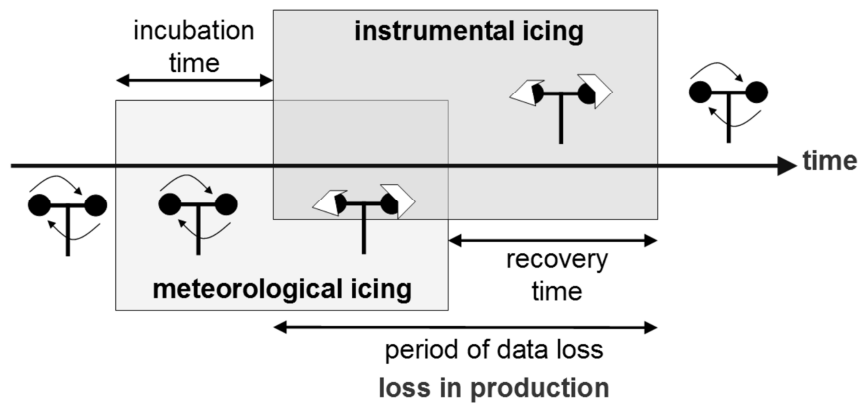 incubation
time
instrumental icing
time
meteorological icing
recovery
time
period of data loss
loss in production